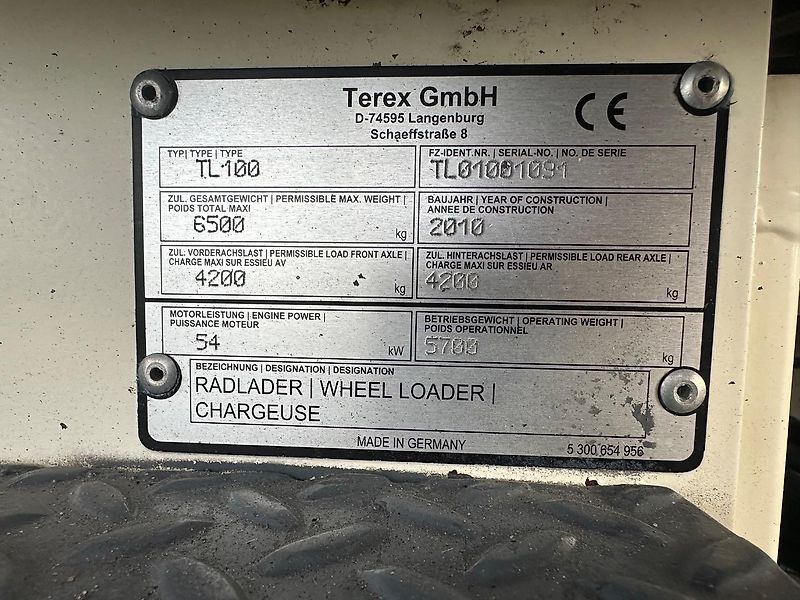 Terex GmbH
D-74595 Langenburg
Schaeffstraße 8
CE
TYP| TYPE | TYPE
TL100
FZ-IDENT.NR. | SERIAL-NO. | NO. DE SERIE
ZUL. GESAMTGEWICHT | PERMISSIBLE MAX. WEIGHT |
POIDS TOTAL MAXI
6500 kg
BAUJAHR | YEAR OF CONSTRUCTION |
ANNEE DE CONSTRUCTION
2010
ZUL. VORDERACHSLAST | PERMISSIBLE LOAD FRONT AXLE |
CHARGE MAXI SUR ESSIEU AV
4200 kg
ZUL. HINTERACHSLAST | PERMISSIBLE LOAD REAR AXLE |
CHARGE MAXI SUR ESSIEU AR
4200 kg
MOTORLEISTUNG | ENGINE POWER |
PUISSANCE MOTEUR
54 kW
BETRIEBSGEWICHT | OPERATING WEIGHT |
POIDS OPERATIONNEL
5700 kg
BEZEICHNUNG | DESIGNATION | DESIGNATION
RADLADER | WHEEL LOADER |
CHARGEUSE
MADE IN GERMANY
5 300 654 956